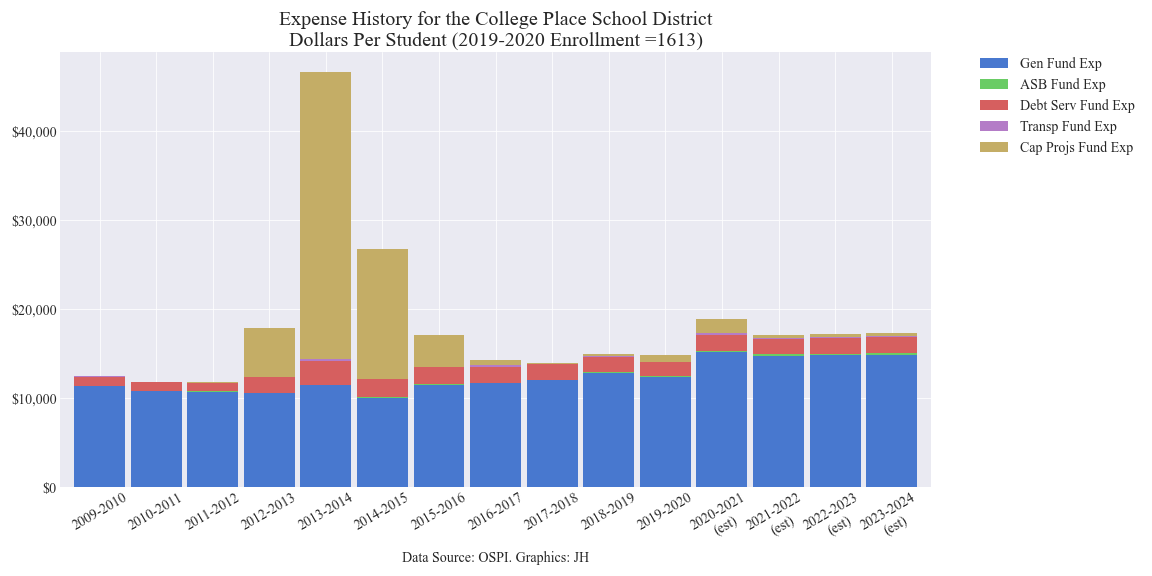 Expense History for the College Place School District
Dollars Per Student (2019-2020 Enrollment =1613)
Gen Fund Exp
ASB Fund Exp
Debt Serv Fund Exp
Transp Fund Exp
Cap Projs Fund Exp
$40,000
$30,000
$20,000
$10,000
$0
2009-2010
2010-2011
2011-2012
2012-2013
2013-2014
2014-2015
2015-2016
2016-2017
2017-2018
2018-2019
2019-2020
2020-2021
(est)
2021-2022
(est)
2022-2023
(est)
2023-2024
(est)
Data Source: OSPI. Graphics: JH